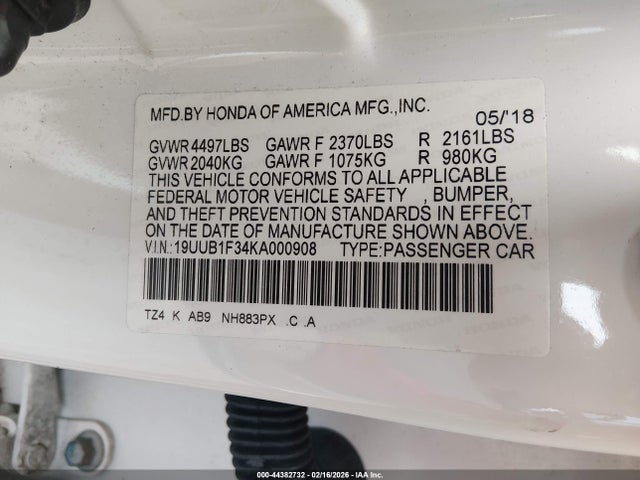 MFD.BY HONDA OF AMERICA MFG.,INC. 05/'18
GVWR 4497LBS GAWR F 2370LBS R 2161LBS
GVWR 2040KG GAWR F 1075KG R 980KG
THIS VEHICLE CONFORMS TO ALL APPLICABLE
FEDERAL MOTOR VEHICLE SAFETY , BUMPER,
AND THEFT PREVENTION STANDARDS IN EFFECT
ON THE DATE OF MANUFACTURE SHOWN ABOVE.
V.I.N.:19UUB1F34KA000908 TYPE:PASSENGER CAR
TZ4 K AB9 NH883PX .C .A
000-44382732 - 02/16/2026 - IAA Inc.